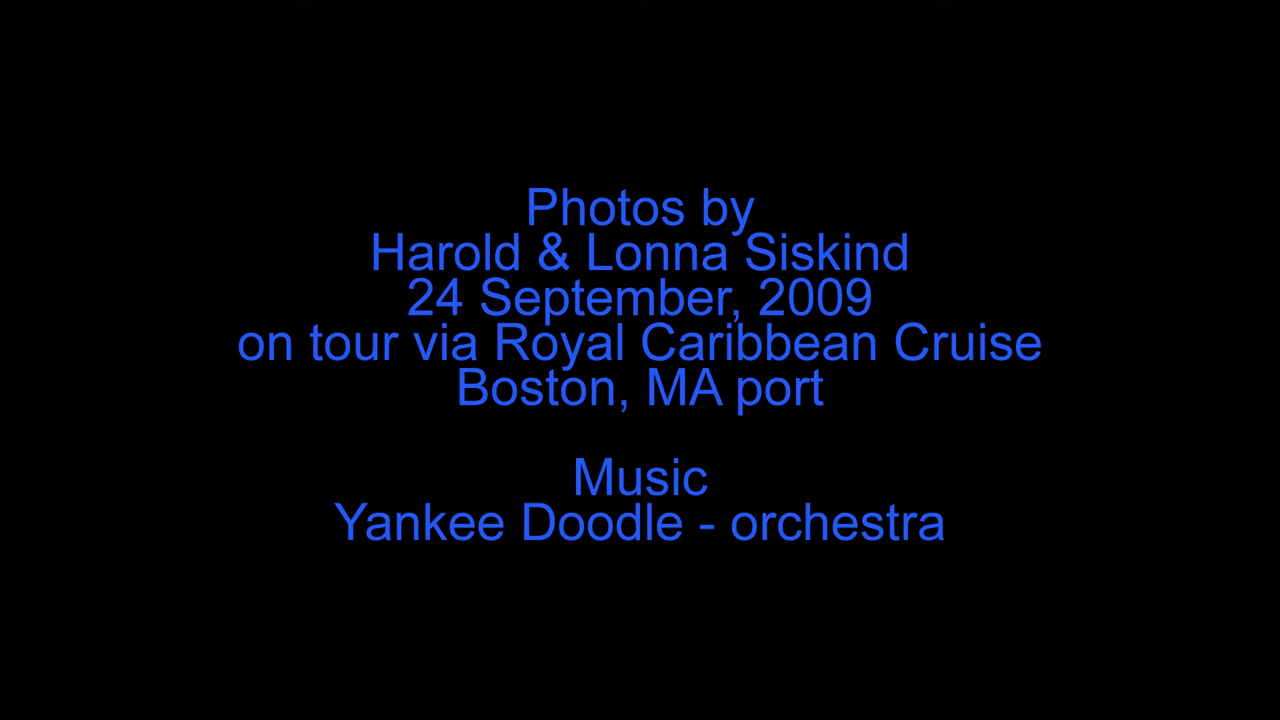 Photos by
Harold & Lonna Siskind
24 September, 2009
on tour via Royal Caribbean Cruise
Boston, MA port
Music
Yankee Doodle - orchestra